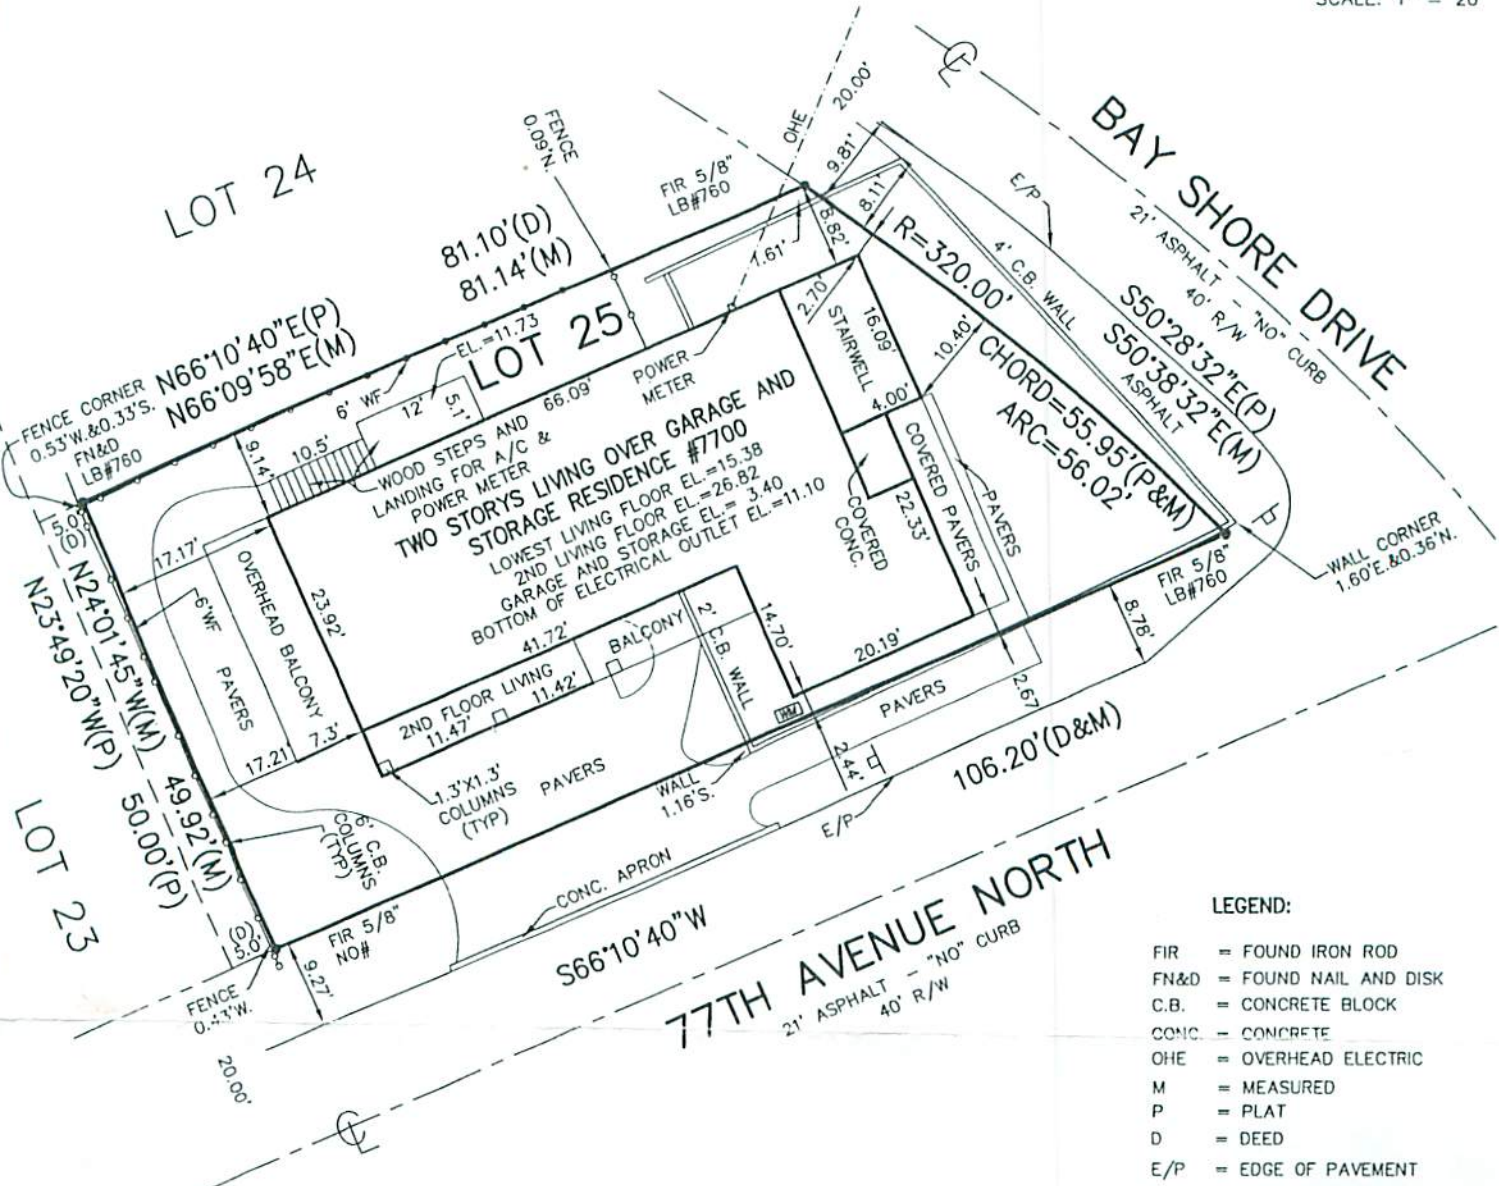 SCALE: 1" = 20'
LOT 24
FENCE
0.09'N.
OHE
20.00'
BAY SHORE DRIVE
21' ASPHALT - "NO" CURB
40' R/W
E/P
9.81'
8.11'
8.82'
FIR 5/8"
LB#760
81.10'(D)
81.14'(M)
1.61'
R=320.00'
4' C.B. WALL
S50°28'32"E(P)
S50°38'32"E(M)
ASPHALT
CHORD=55.95'(P&M)
ARC=56.02'
N66°10'40"E(P)
N66°09'58"E(M)
FENCE CORNER
0.53'W.&0.33'S.
FN&D
LB#760
EL.=11.73
LOT 25
6' WF
12'
5.1'
66.09'
POWER
METER
2.70'
STAIRWELL
16.09'
10.40'
4.00'
9.14'
10.5'
WOOD STEPS AND
LANDING FOR A/C &
POWER METER
TWO STORYS LIVING OVER GARAGE AND
STORAGE RESIDENCE #7700
LOWEST LIVING FLOOR EL.=15.38
2ND LIVING FLOOR EL.=26.82
GARAGE AND STORAGE EL.= 3.40
BOTTOM OF ELECTRICAL OUTLET EL.=11.10
COVERED
CONC.
COVERED PAVERS
22.33'
PAVERS
WALL CORNER
1.60'E.&0.36'N.
FIR 5/8"
LB#760
8.78'
5.0'
(D)
17.17'
N24°01'45"W(M)
N23°49'20"W(P)
6'WF
PAVERS
OVERHEAD BALCONY
23.92'
41.72'
BALCONY
2' C.B. WALL
14.70'
20.19'
2ND FLOOR LIVING
11.47'
11.42'
7.3'
17.21'
HM
PAVERS
2.67
49.92'(M)
50.00'(P)
LOT 23
6' C.B.
COLUMNS
(TYP)
1.3'X1.3'
COLUMNS
(TYP)
PAVERS
WALL
1.16'S.
2.44'
106.20'(D&M)
E/P
CONC. APRON
(D)
5.0'
FIR 5/8"
NO#
9.27'
FENCE
0.43'W.
20.00'
S66°10'40"W
77TH AVENUE NORTH
21' ASPHALT - "NO" CURB
40' R/W
LEGEND:
FIR = FOUND IRON ROD
FN&D = FOUND NAIL AND DISK
C.B. = CONCRETE BLOCK
CONC. = CONCRETE
OHE = OVERHEAD ELECTRIC
M = MEASURED
P = PLAT
D = DEED
E/P = EDGE OF PAVEMENT